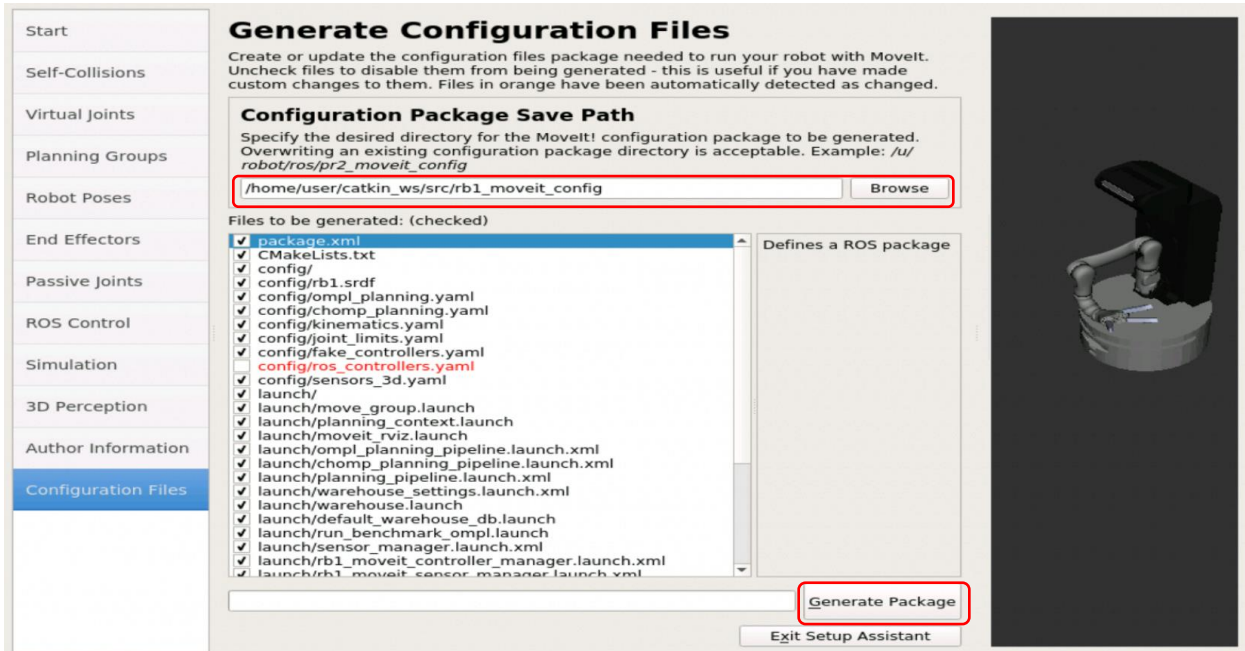 Start
Self-Collisions
Virtual Joints
Planning Groups
Robot Poses
End Effectors
Passive Joints
ROS Control
Simulation
3D Perception
Author Information
Configuration Files
Generate Configuration Files
Create or update the configuration files package needed to run your robot with MoveIt.
Uncheck files to disable them from being generated - this is useful if you have made
custom changes to them. Files in orange have been automatically detected as changed.
Configuration Package Save Path
Specify the desired directory for the MoveIt! configuration package to be generated.
Overwriting an existing configuration package directory is acceptable. Example: /u/
robot/ros/pr2_moveit_config
/home/user/catkin_ws/src/rb1_moveit_config
Browse
Files to be generated: (checked)
package.xml
CMakeLists.txt
config/
config/rb1.srdf
config/ompl_planning.yaml
config/chomp_planning.yaml
config/kinematics.yaml
config/joint_limits.yaml
config/fake_controllers.yaml
config/ros_controllers.yaml
config/sensors_3d.yaml
launch/
launch/move_group.launch
launch/planning_context.launch
launch/moveit_rviz.launch
launch/ompl_planning_pipeline.launch.xml
launch/chomp_planning_pipeline.launch.xml
launch/planning_pipeline.launch.xml
launch/warehouse_settings.launch.xml
launch/warehouse.launch
launch/default_warehouse_db.launch
launch/run_benchmark_ompl.launch
launch/sensor_manager.launch.xml
launch/rb1_moveit_controller_manager.launch.xml
launch/rb1_moveit_sensor_manager.launch.xml
Defines a ROS package
Generate Package
Exit Setup Assistant